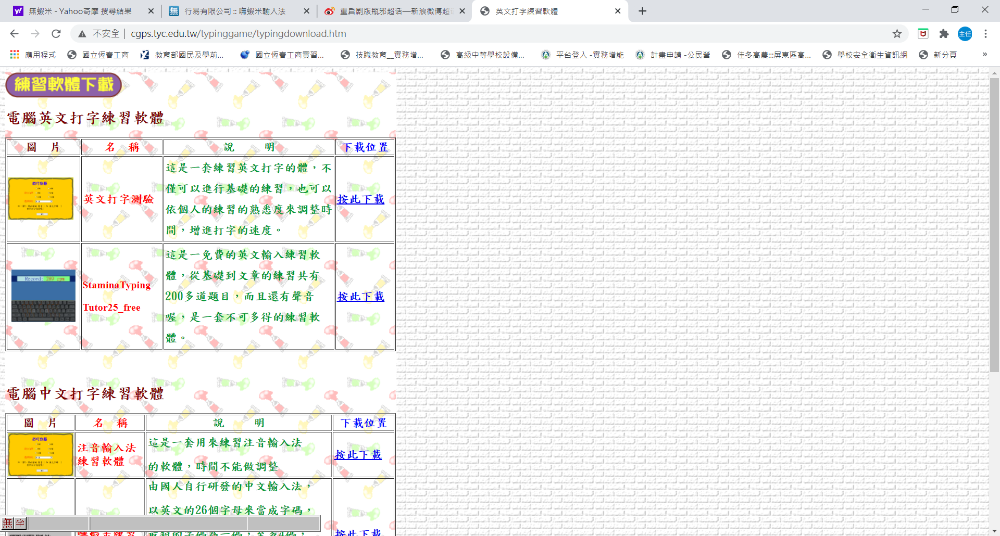 無蝦米 - Yahoo奇摩 搜尋結果
行易有限公司 :: 嘸蝦米輸入法
重启剧版瓶邪超话—新浪微博超
英文打字練習軟體
不安全 | cgps.tyc.edu.tw/typinggame/typingdownload.htm
主任
應用程式
國立恆春工商
教育部國民及學前...
國立恆春工商實習...
技職教育__實務增...
高級中等學校設備...
平台登入 -實務增能
計畫申請 -公民營
佳冬高農:::屏東區高...
學校安全衛生資訊網
新分頁
»
練習軟體下載
電腦英文打字練習軟體
圖 片 名 稱 說 明 下載位置
英文打字測驗
這是一套練習英文打字的體，不
僅可以進行基礎的練習，也可以
依個人的練習的熟悉度來調整時
間，增進打字的速度。
按此下載
Record: 289 cpm
StaminaTyping
Tutor25_free
這是一免費的英文輸入練習軟
體，從基礎到文章的練習共有
200多道題目，而且還有聲音
喔，是一套不可多得的練習軟
體。
按此下載
電腦中文打字練習軟體
圖 片 名 稱 說 明 下載位置
注音輸入法
練習軟體
這是一套用來練習注音輸入法
的軟體，時間不能做調整
按此下載
由國人自行研發的中文輸入法，
以英文的26個字母來當成字碼，
無 半
嘸蝦米練習
按此下載